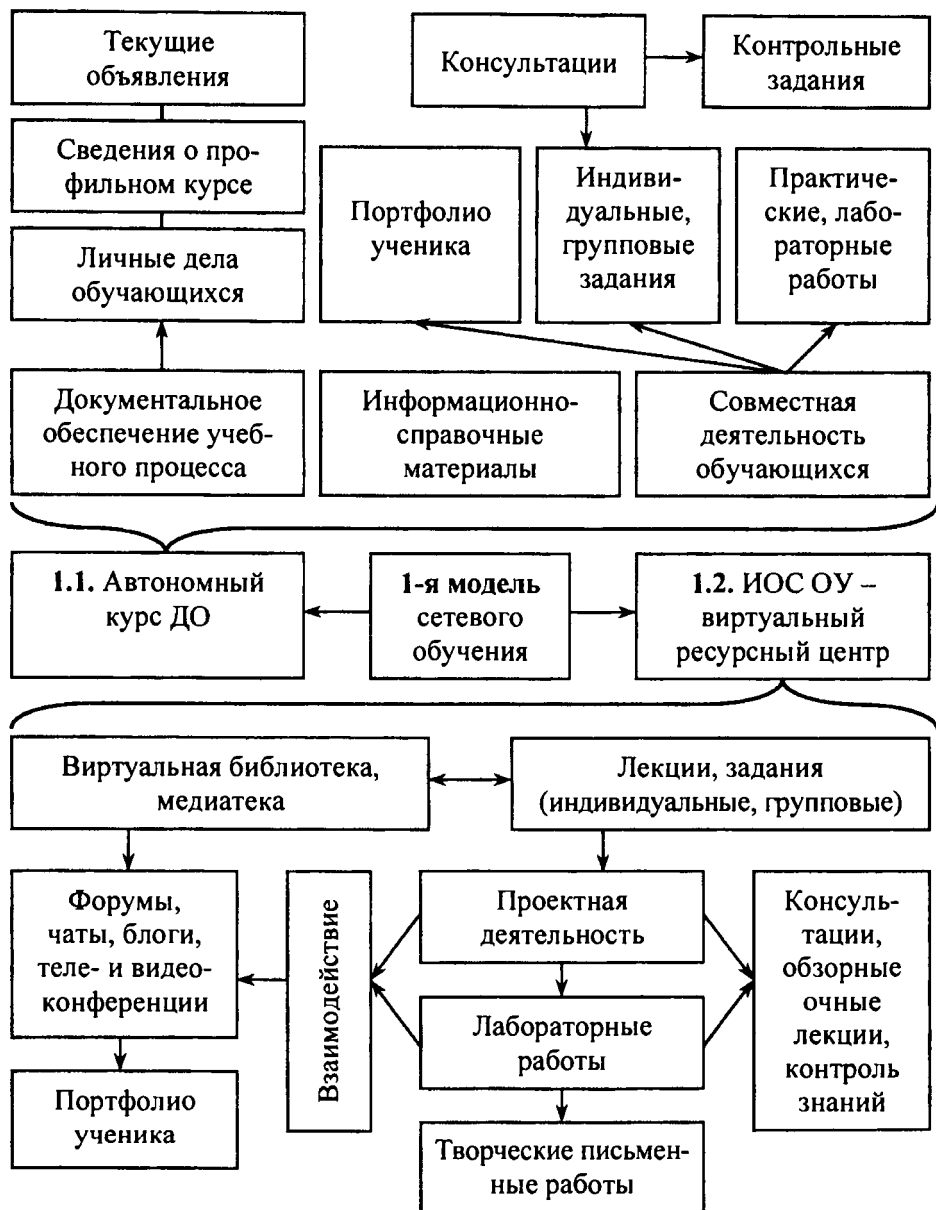 Текущие
объявления
Консультации
Контрольные
задания
Сведения о про-
фильном курсе
Портфолио
ученика
Индиви-
дуальные,
групповые
задания
Практиче-
ские, лабо-
раторные
работы
Личные дела
обучающихся
Документальное
обеспечение учеб-
ного процесса
Информационно-
справочные
материалы
Совместная
деятельность
обучающихся
1.1. Автономный
курс ДО
1-я модель
сетевого
обучения
1.2. ИОС ОУ –
виртуальный
ресурсный центр
Виртуальная библиотека,
медиатека
Лекции, задания
(индивидуальные, групповые)
Форумы,
чаты, блоги,
теле- и видео-
конференции
Взаимодействие
Проектная
деятельность
Консуль-
тации,
обзорные
очные
лекции,
контроль
знаний
Лабораторные
работы
Портфолио
ученика
Творческие письмен-
ные работы